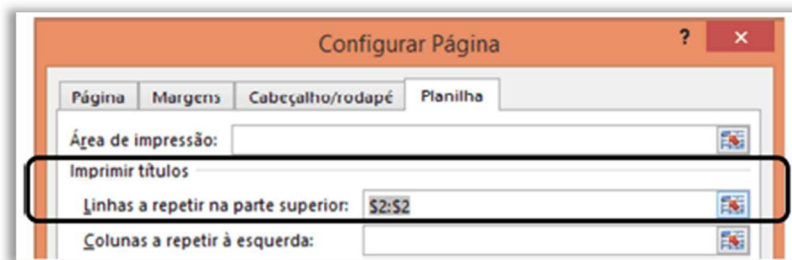 Configurar Página ?
Página Margens Cabeçalho/rodapé Planilha
Área de impressão:
Imprimir títulos
Linhas a repetir na parte superior: $2:$2
Colunas a repetir à esquerda: